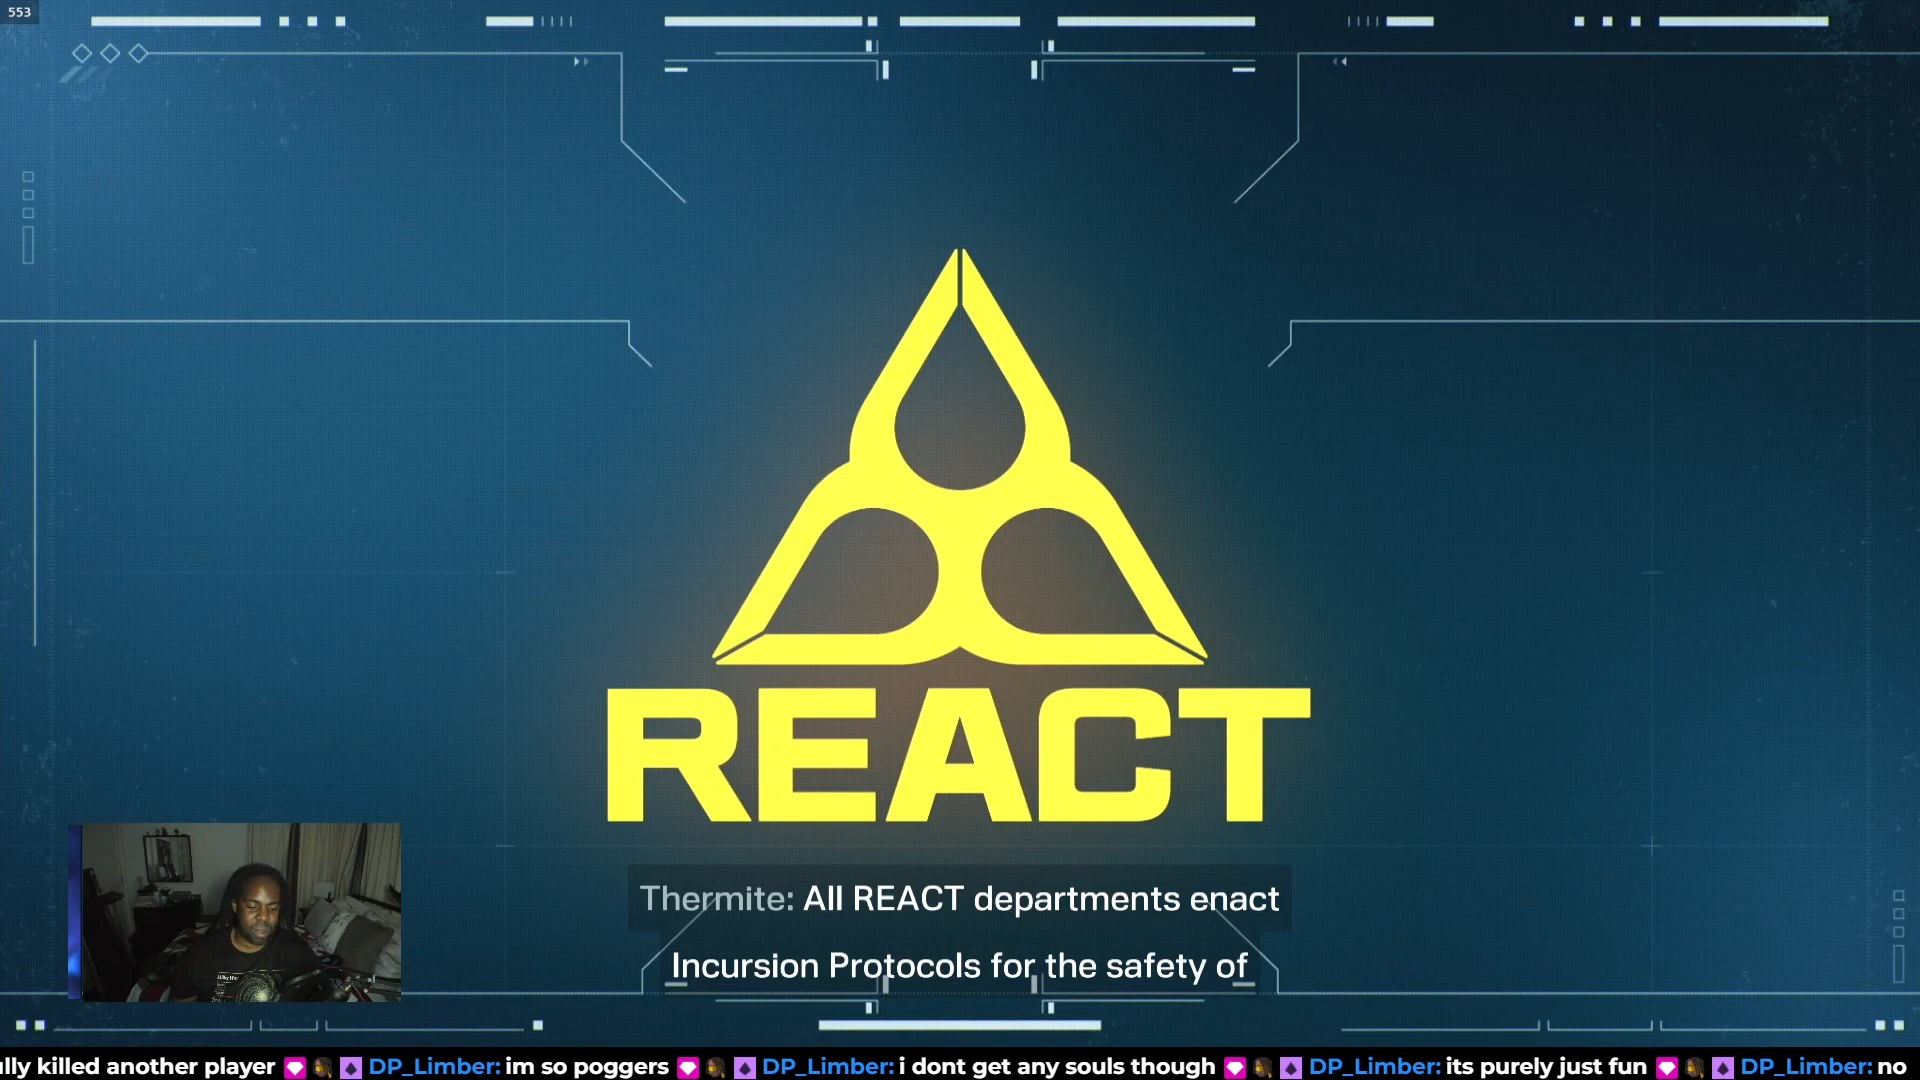 553
REACT
Thermite: All REACT departments enact
Incursion Protocols for the safety of
lly killed another player DP_Limber: im so poggers DP_Limber: i dont get any souls though DP_Limber: its purely just fun DP_Limber: no